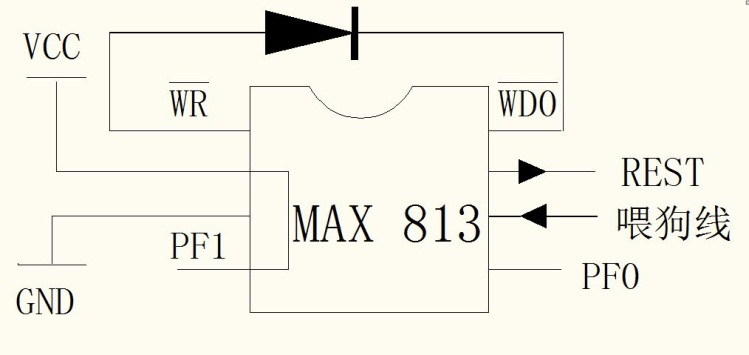 VCC
WR
WDO
REST
MAX 813
喂狗线
PF1
PF0
GND